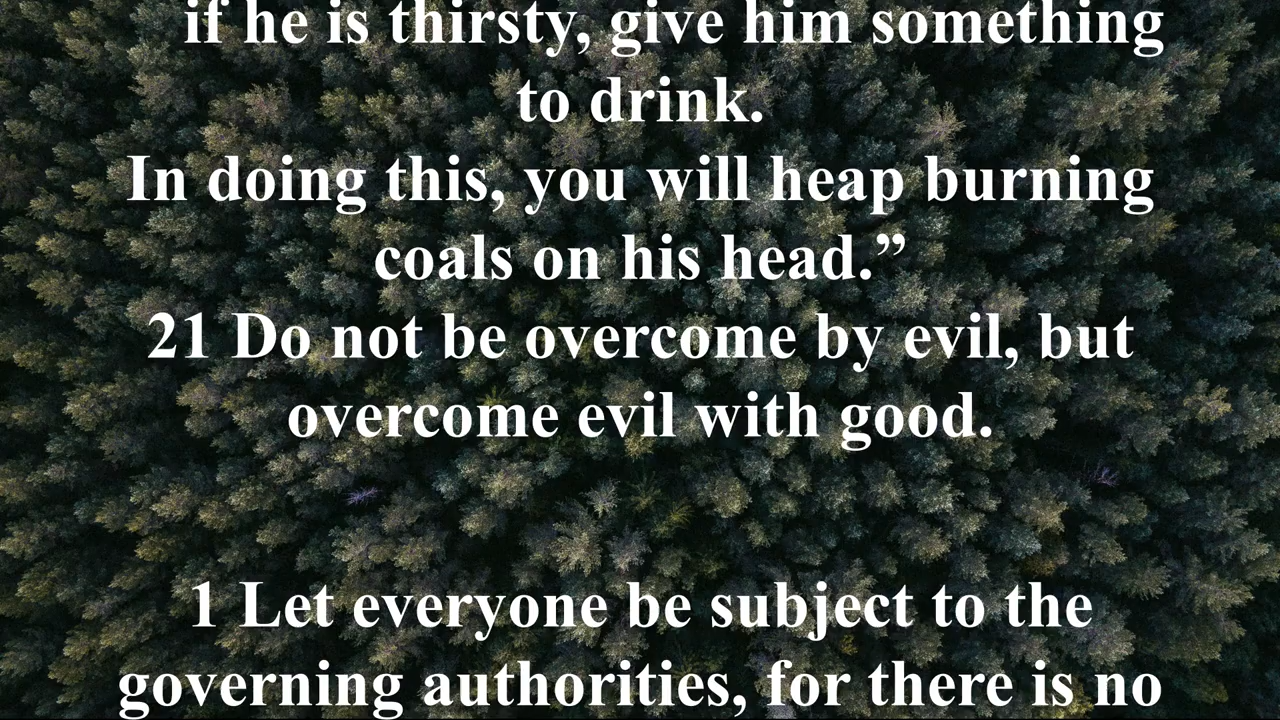 if he is thirsty, give him something
to drink.
In doing this, you will heap burning
coals on his head.”
21 Do not be overcome by evil, but
overcome evil with good.
1 Let everyone be subject to the
governing authorities, for there is no